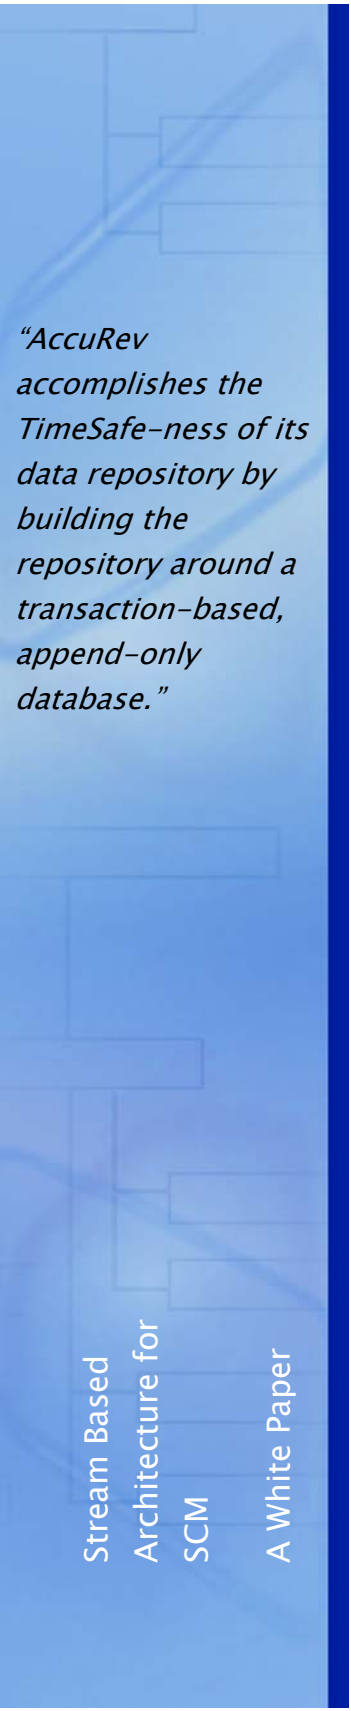 “AccuRev
accomplishes the
TimeSafe-ness of its
data repository by
building the
repository around a
transaction-based,
append-only
database.”
Stream Based
Architecture for
SCM
A White Paper